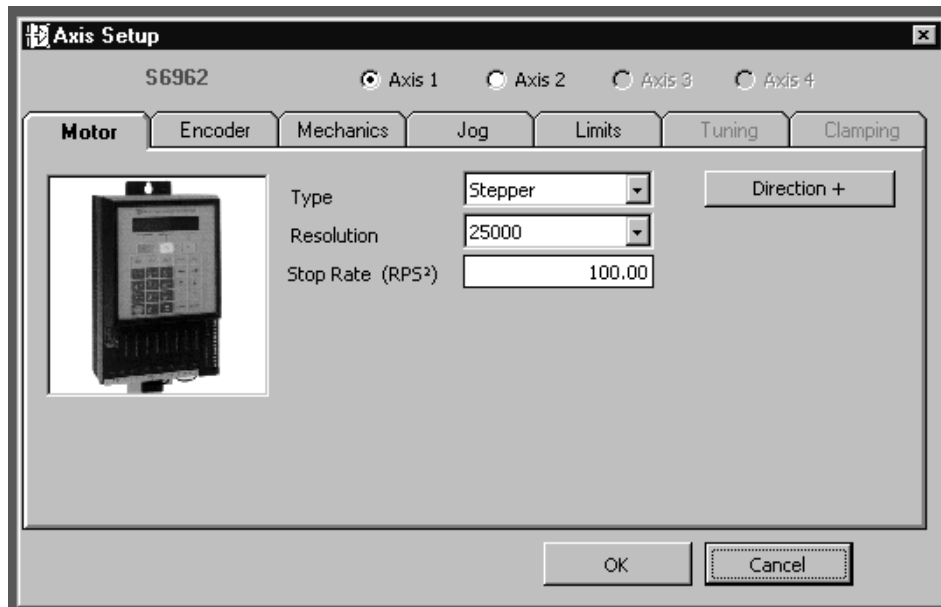 Axis Setup
S6962 Axis 1 Axis 2 Axis 3 Axis 4
Motor Encoder Mechanics Jog Limits Tuning Clamping
Type Stepper Direction +
Resolution 25000
Stop Rate (RPS²) 100.00
OK Cancel